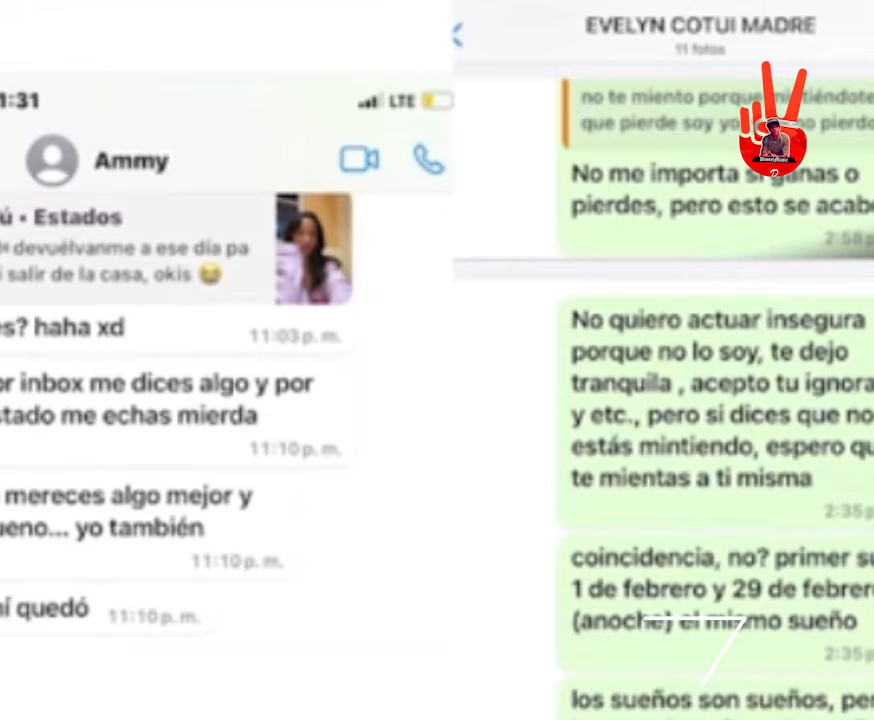 1:31
LTE
Ammy
ú • Estados
devuélvanme a ese día pa
salir de la casa, okis 😂
es? haha xd
11:03 p. m.
or inbox me dices algo y por
stado me echas mierda
11:10 p. m.
mereces algo mejor y
ueno... yo también
11:10 p. m.
í quedó
11:10 p. m.
EVELYN COTUI MADRE
11 fotos
no te miento porque mintiéndote
que pierde soy yo no pierdo
No me importa si ganas o
pierdes, pero esto se acab
2:58 p
No quiero actuar insegura
porque no lo soy, te dejo
tranquila , acepto tu ignora
y etc., pero si dices que no
estás mintiendo, espero qu
te mientas a ti misma
2:35 p
coincidencia, no? primer su
1 de febrero y 29 de febrer
(anoche) el mismo sueño
2:35 p
los sueños son sueños, pe